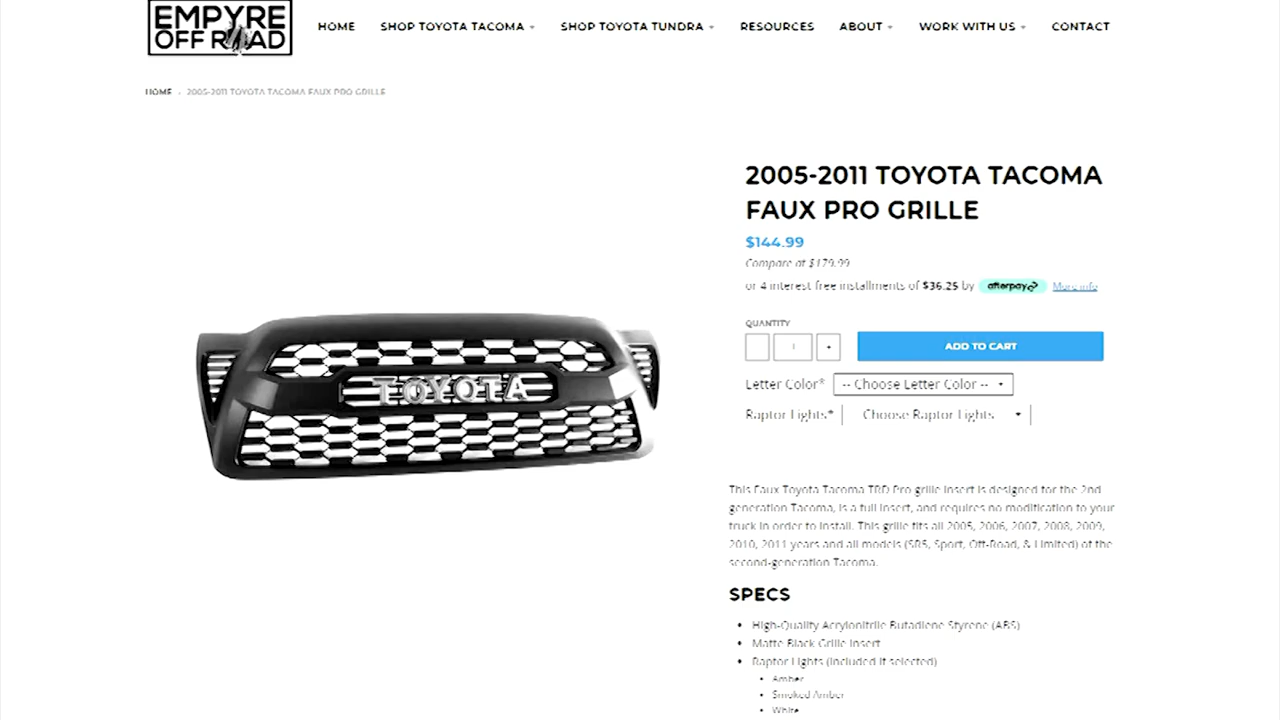 EMPYRE
OFF ROAD
HOME SHOP TOYOTA TACOMA SHOP TOYOTA TUNDRA RESOURCES ABOUT WORK WITH US CONTACT
HOME › 2005-2011 TOYOTA TACOMA FAUX PRO GRILLE
2005-2011 TOYOTA TACOMA
FAUX PRO GRILLE
$144.99
Compare at $179.99
or 4 interest free installments of $36.25 by afterpay More info
QUANTITY
1 + ADD TO CART
Letter Color* -- Choose Letter Color --
Raptor Lights* Choose Raptor Lights
TOYOTA
This Faux Toyota Tacoma TRD Pro grille insert is designed for the 2nd
generation Tacoma, is a full insert, and requires no modification to your
truck in order to install. This grille fits all 2005, 2006, 2007, 2008, 2009,
2010, 2011 years and all models (SR5, Sport, Off-Road, & Limited) of the
second-generation Tacoma.
SPECS
• High-Quality Acrylonitrile Butadiene Styrene (ABS)
• Matte Black Grille Insert
• Raptor Lights (included if selected)
• Amber
• Smoked Amber
• White